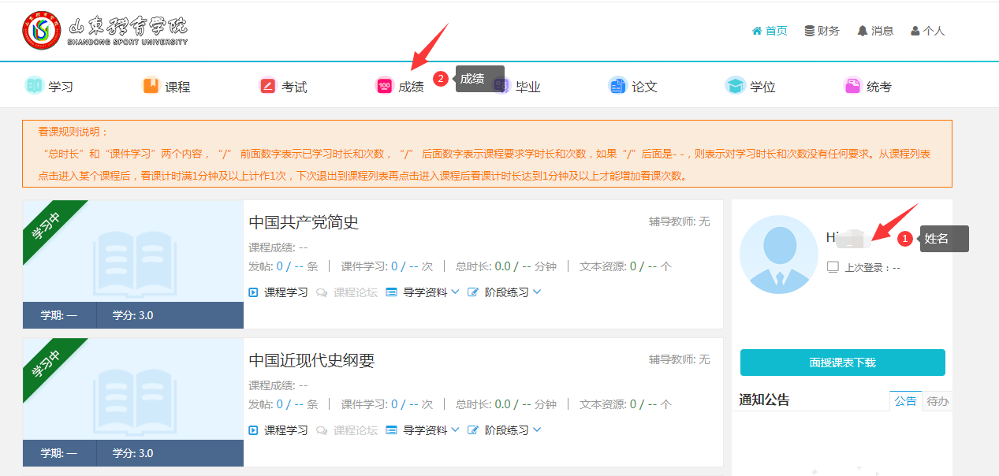 山东体育学院
SHANDONG SPORT UNIVERSITY
首页 财务 消息 个人
学习 课程 考试 100 成绩 2 成绩 毕业 论文 学位 统考
看课规则说明：
“总时长”和“课件学习”两个内容，“/” 前面数字表示已学习时长和次数，“/” 后面数字表示课程要求学时长和次数，如果“/”后面是- -，则表示对学习时长和次数没有任何要求。从课程列表
点击进入某个课程后，看课计时满1分钟及以上计作1次，下次退出到课程列表再点击进入课程后看课计时长达到1分钟及以上才能增加看课次数。
学习中
学期: — 学分: 3.0
中国共产党简史 辅导教师: 无
课程成绩: --
发帖: 0 / -- 条 | 课件学习: 0 / -- 次 | 总时长: 0.0 / -- 分钟 | 文本资源: 0 / -- 个
课程学习 课程论坛 导学资料 阶段练习
学习中
学期: — 学分: 3.0
中国近现代史纲要 辅导教师: 无
课程成绩: --
发帖: 0 / -- 条 | 课件学习: 0 / -- 次 | 总时长: 0.0 / -- 分钟 | 文本资源: 0 / -- 个
课程学习 课程论坛 导学资料 阶段练习
Hi 1 姓名
上次登录：--
面授课表下载
通知公告 公告 待办